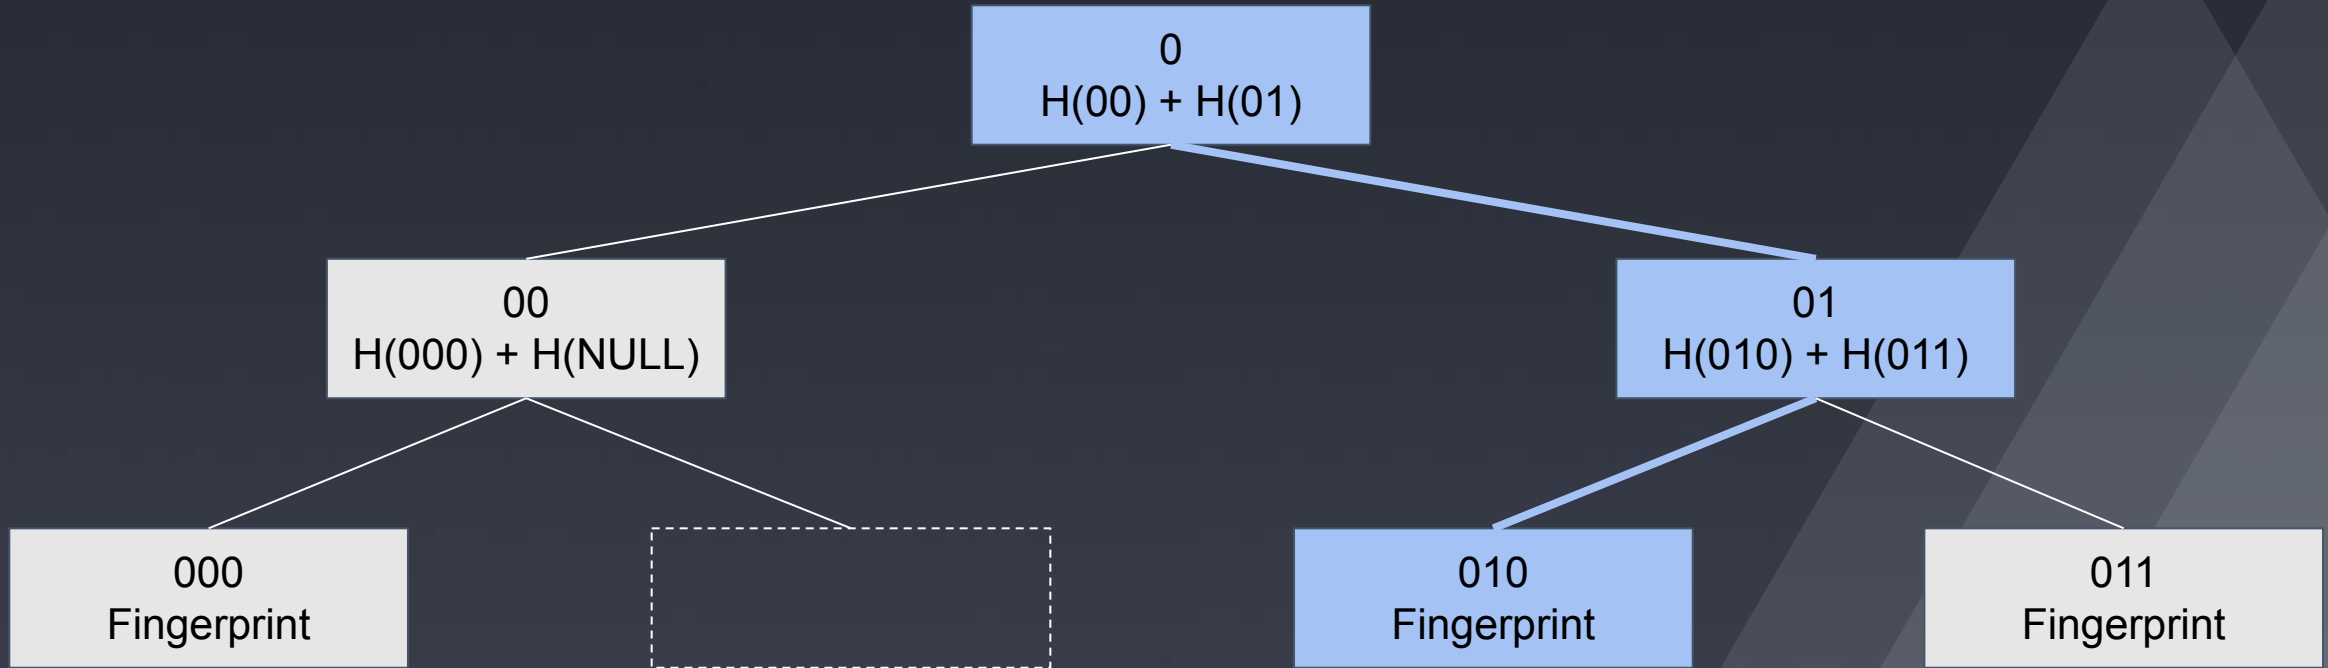 0
H(00) + H(01)
00
H(000) + H(NULL)
01
H(010) + H(011)
000
Fingerprint
010
Fingerprint
011
Fingerprint